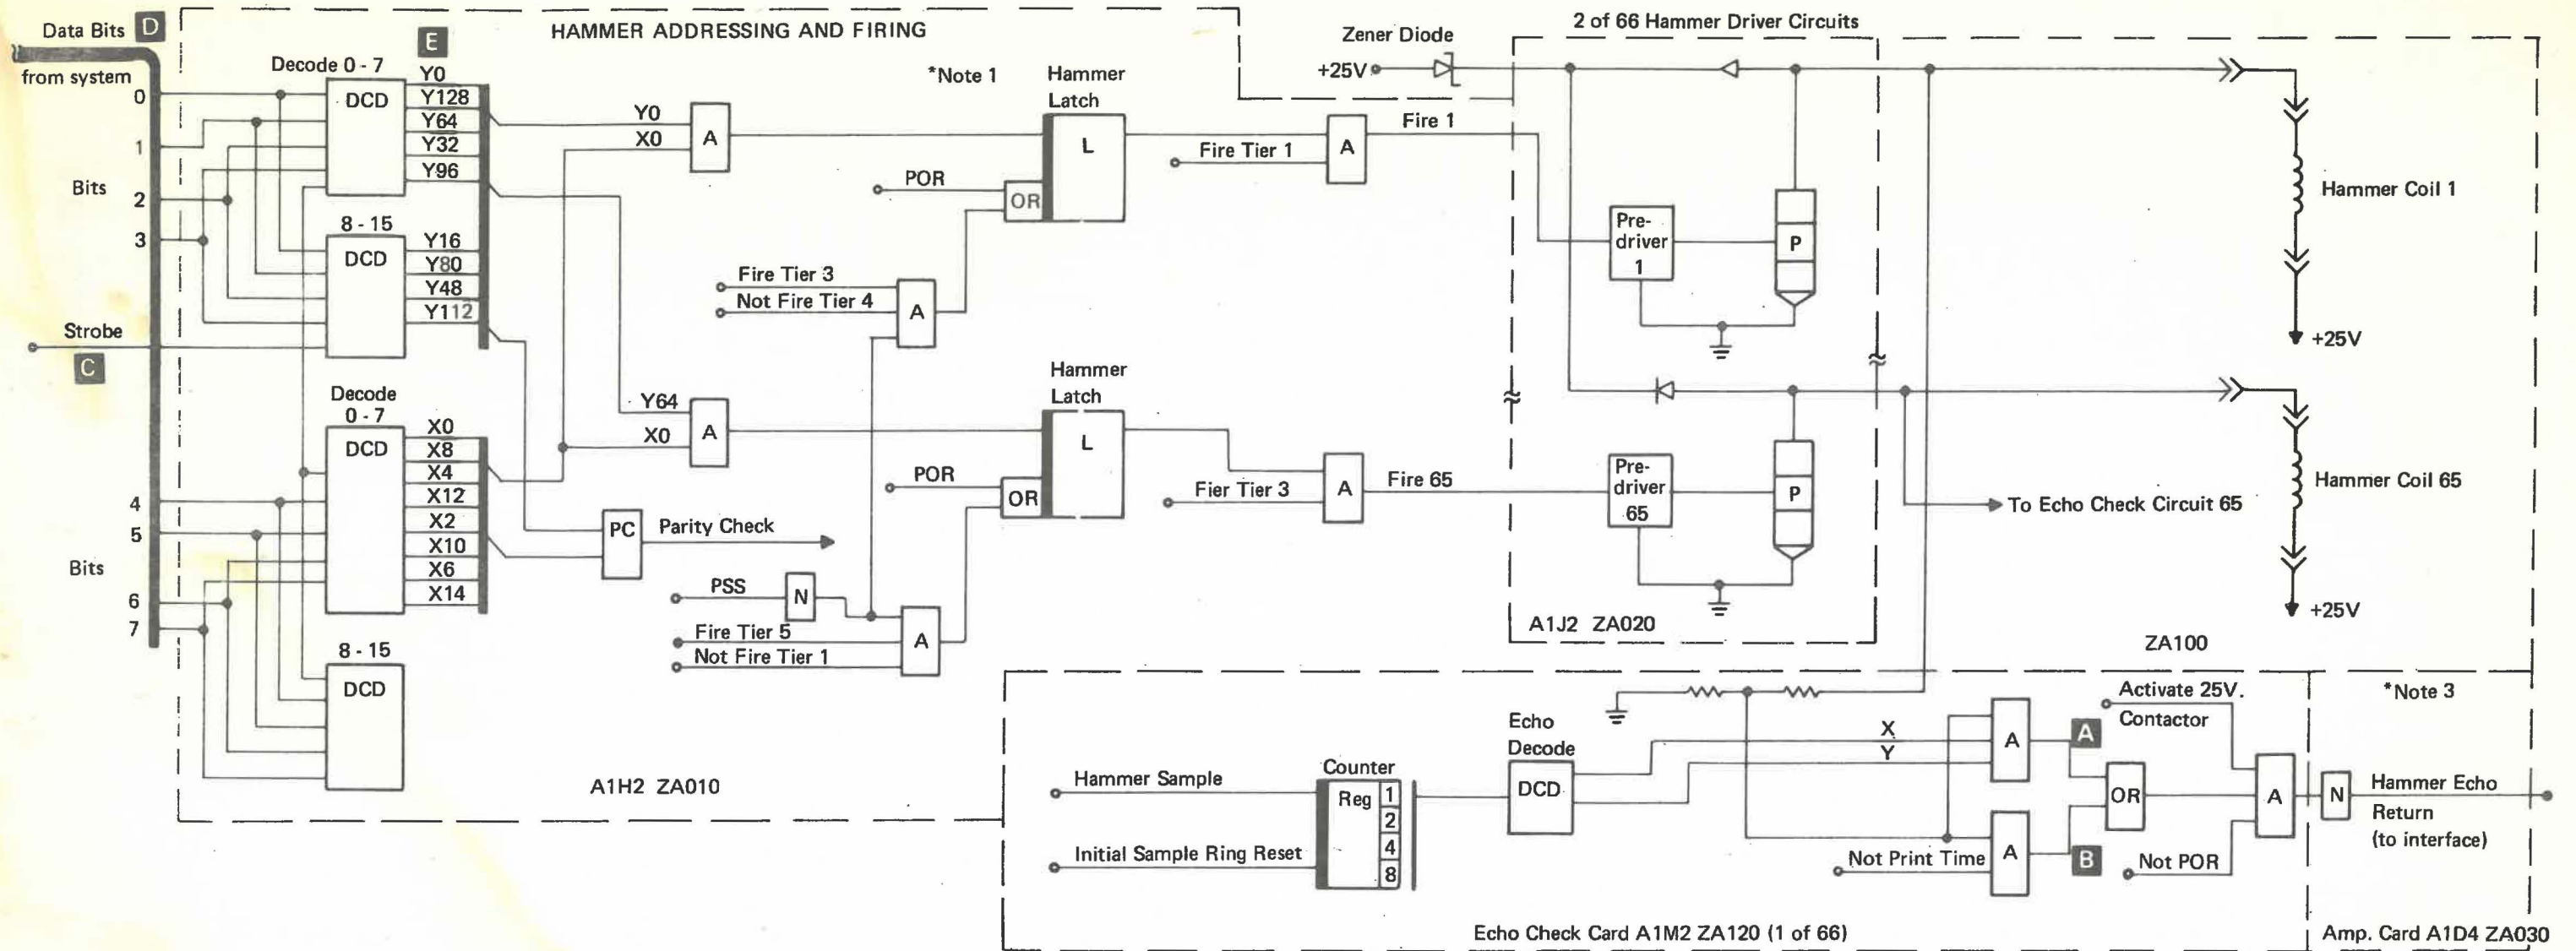 HAMMER ADDRESSING AND FIRING
2 of 66 Hammer Driver Circuits
Data Bits D
from system
0
1
Bits
2
3
Strobe
C
4
5
Bits
6
7
Decode 0 - 7
E
DCD
Y0
Y128
Y64
Y32
Y96
8 - 15
DCD
Y16
Y80
Y48
Y112
Decode
0 - 7
DCD
X0
X8
X4
X12
X2
X10
X6
X14
8 - 15
DCD
Y0
X0
A
*Note 1
Hammer
Latch
L
POR
OR
Fire Tier 3
Not Fire Tier 4
A
Y64
X0
A
Hammer
Latch
L
POR
OR
PC
Parity Check
PSS
N
Fire Tier 5
Not Fire Tier 1
A
A1H2 ZA010
Fire Tier 1
A
Fire 1
Fier Tier 3
A
Fire 65
Zener Diode
+25V
Pre-
driver
1
P
Pre-
driver
65
P
A1J2 ZA020
Hammer Coil 1
+25V
To Echo Check Circuit 65
Hammer Coil 65
+25V
ZA100
Hammer Sample
Initial Sample Ring Reset
Counter
Reg
1
2
4
8
Echo
Decode
DCD
X
Y
A
A
Not Print Time
A
B
OR
Activate 25V.
Contactor
A
Not POR
*Note 3
N
Hammer Echo
Return
(to interface)
Echo Check Card A1M2 ZA120 (1 of 66)
Amp. Card A1D4 ZA030